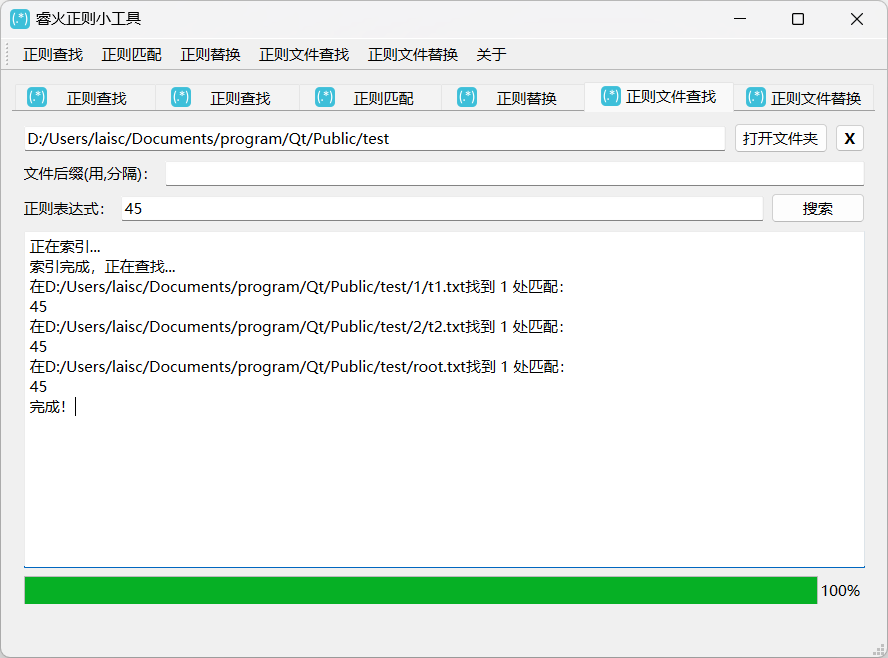 (.*) 睿火正则小工具
正则查找 正则匹配 正则替换 正则文件查找 正则文件替换 关于
(.*) 正则查找 (.*) 正则查找 (.*) 正则匹配 (.*) 正则替换 (.*) 正则文件查找 (.*) 正则文件替换
D:/Users/laisc/Documents/program/Qt/Public/test 打开文件夹 X
文件后缀(用,分隔):
正则表达式: 45 搜索
正在索引...
索引完成，正在查找...
在D:/Users/laisc/Documents/program/Qt/Public/test/1/t1.txt找到 1 处匹配:
45
在D:/Users/laisc/Documents/program/Qt/Public/test/2/t2.txt找到 1 处匹配:
45
在D:/Users/laisc/Documents/program/Qt/Public/test/root.txt找到 1 处匹配:
45
完成！
100%